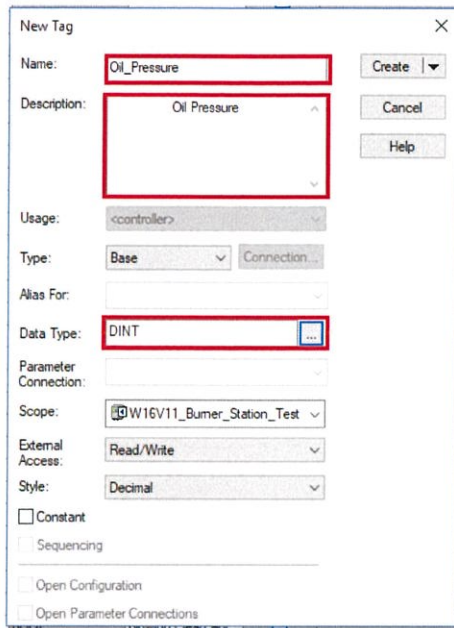 New Tag
Name: Oil_Pressure Create
Description: Oil Pressure Cancel
Help
Usage: <controller>
Type: Base Connection...
Alias For:
Data Type: DINT ...
Parameter
Connection:
Scope: W16V11_Burner_Station_Test
External
Access: Read/Write
Style: Decimal
Constant
Sequencing
Open Configuration
Open Parameter Connections